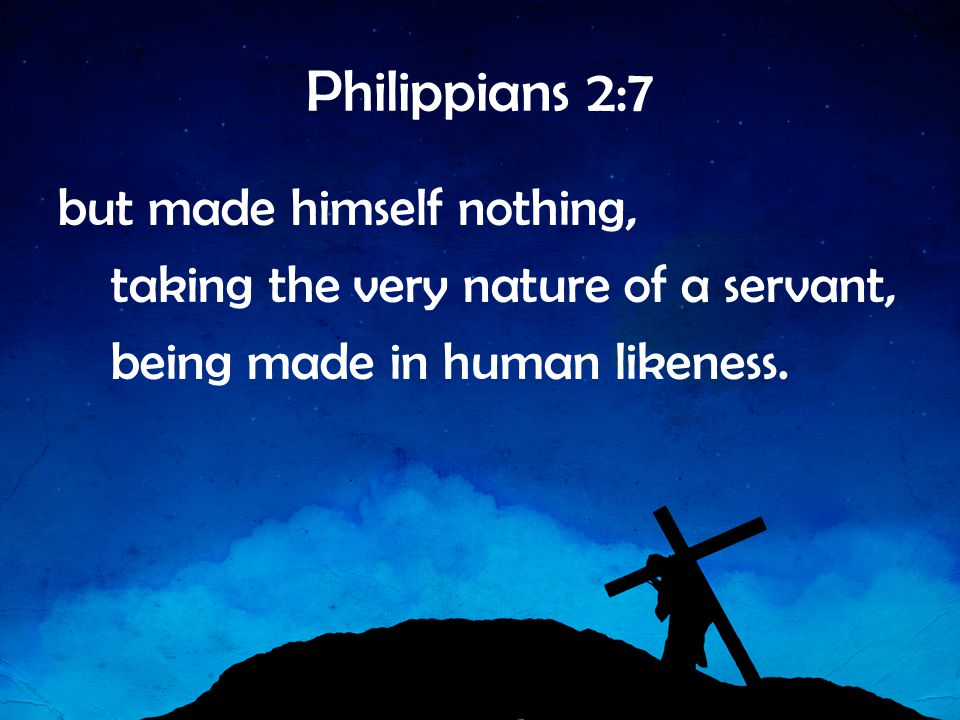 Philippians 2:7
but made himself nothing,
taking the very nature of a servant,
being made in human likeness.